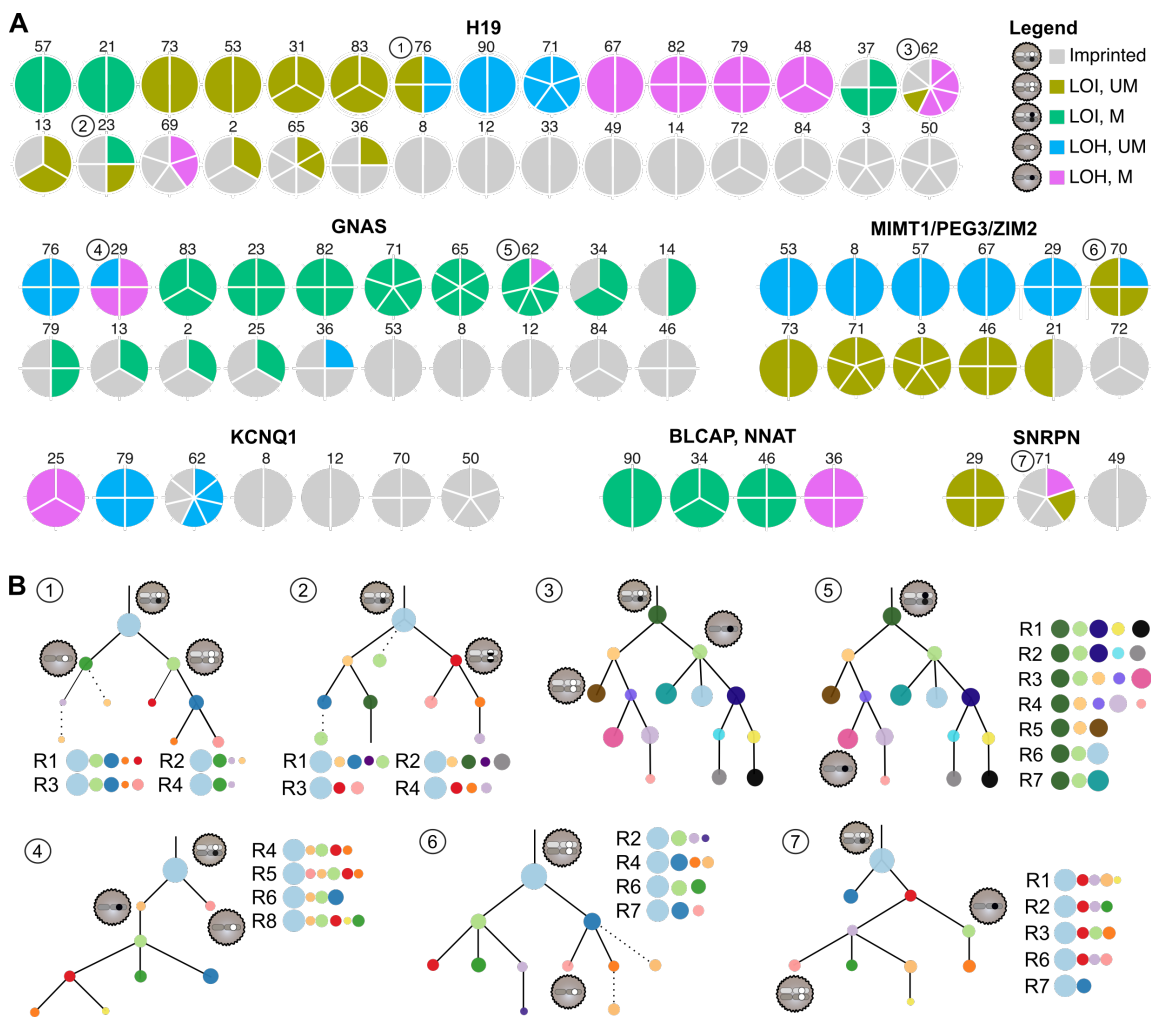 A
H19
Legend
57 21 73 53 31 83 1 76 90 71 67 82 79 48 37 3 62
Imprinted
LOI, UM
LOI, M
LOH, UM
LOH, M
13 2 23 69 2 65 36 8 12 33 49 14 72 84 3 50
GNAS
MIMT1/PEG3/ZIM2
76 4 29 83 23 82 71 65 5 62 34 14
53 8 57 67 29 6 70
79 13 2 25 36 53 8 12 84 46
73 71 3 46 21 72
KCNQ1
BLCAP, NNAT
SNRPN
25 79 62 8 12 70 50
90 34 46 36
29 7 71 49
B
1
2
3
5
R1
R2
R3
R4
R5
R6
R7
R1 R2
R3 R4
R1 R2
R3 R4
4
R4
R5
R6
R8
6
R2
R4
R6
R7
7
R1
R2
R3
R6
R7